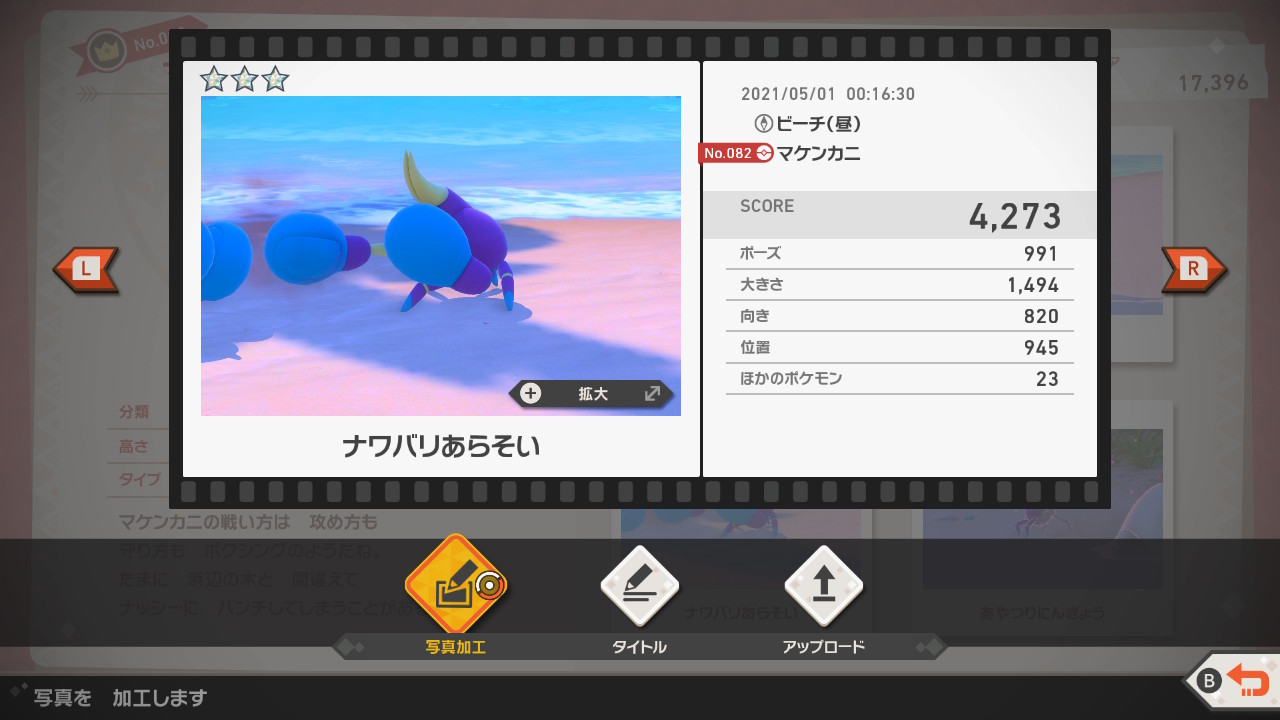 No.0
17,396
2021/05/01 00:16:30
ビーチ(昼)
No.082 マケンカニ
SCORE 4,273
ポーズ 991
大きさ 1,494
向き 820
位置 945
ほかのポケモン 23
L
R
+ 拡大
ナワバリあらそい
分類
高さ
タイプ
マケンカニの戦い方は 攻め方も
守り方も ボクシングのようだね。
たまに 浜辺の木と 間違えて
ナッシーに パンチしてしまうことがあ
ナワバリあらそい
あやつりにんぎょう
写真加工
タイトル
アップロード
写真を 加工します
B